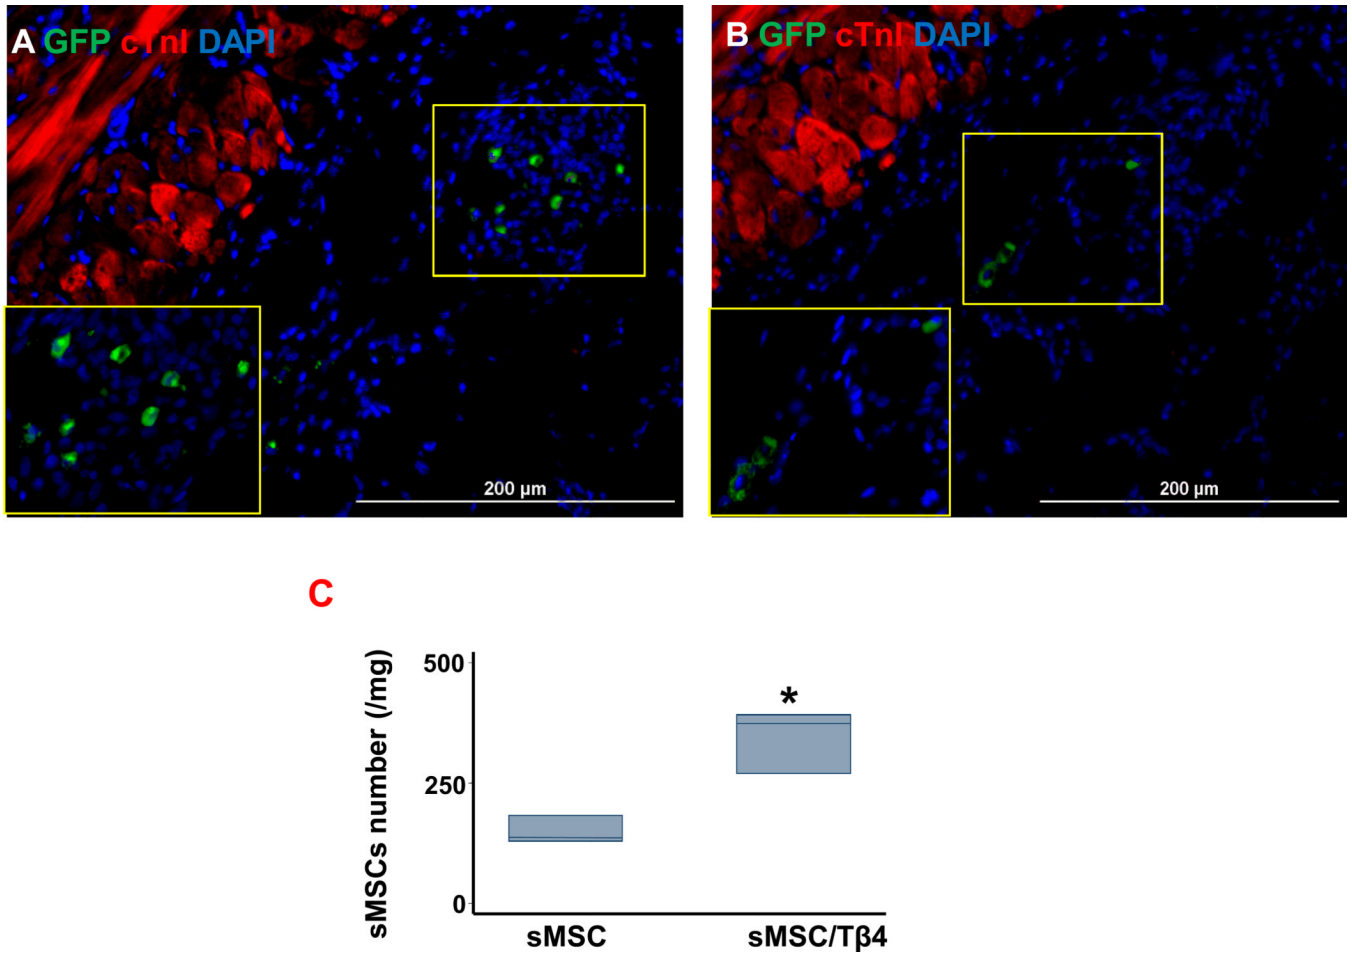 A GFP cTnI DAPI
B GFP cTnI DAPI
200 µm
200 µm
C
sMSCs number (/mg)
500
250
0
*
sMSC
sMSC/Tβ4